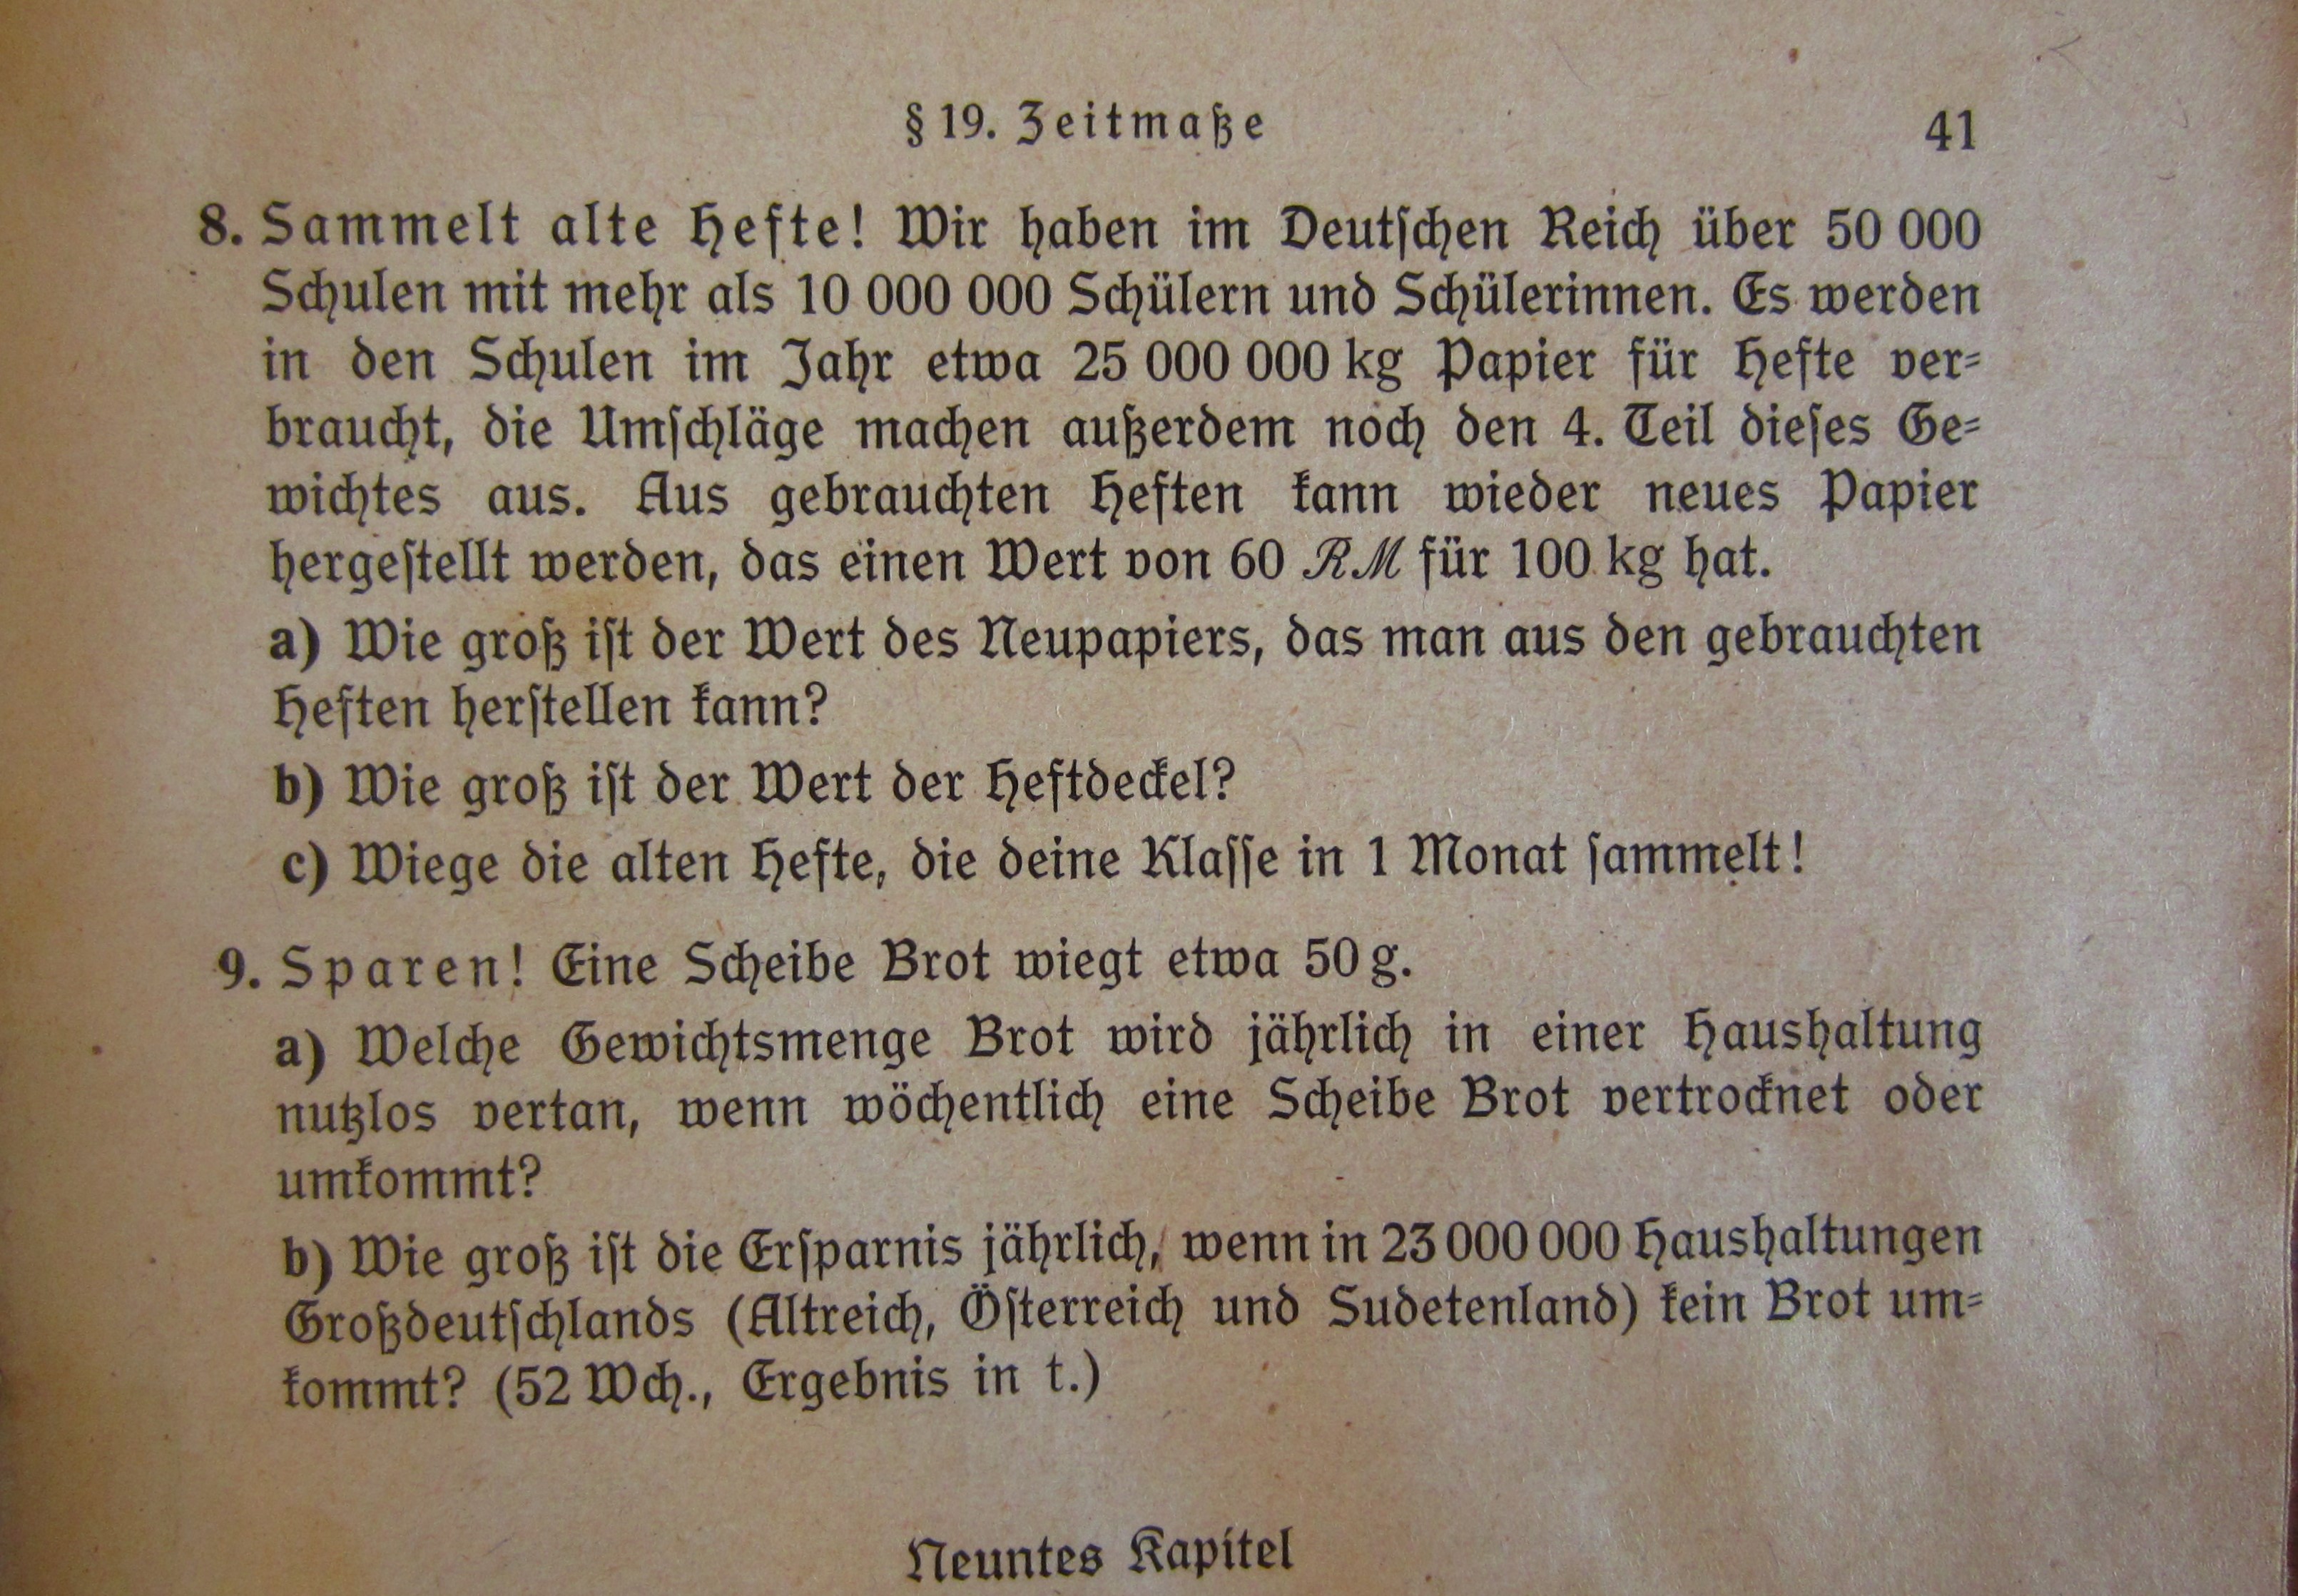 § 19. Zeitmaße 41
8. Sammelt alte Hefte! Wir haben im Deutschen Reich über 50 000
Schulen mit mehr als 10 000 000 Schülern und Schülerinnen. Es werden
in den Schulen im Jahr etwa 25 000 000 kg Papier für Hefte ver-
braucht, die Umschläge machen außerdem noch den 4. Teil dieses Ge-
wichtes aus. Aus gebrauchten Heften kann wieder neues Papier
hergestellt werden, das einen Wert von 60 RM für 100 kg hat.
a) Wie groß ist der Wert des Neupapiers, das man aus den gebrauchten
Heften herstellen kann?
b) Wie groß ist der Wert der Heftdeckel?
c) Wiege die alten Hefte, die deine Klasse in 1 Monat sammelt!
9. Sparen! Eine Scheibe Brot wiegt etwa 50 g.
a) Welche Gewichtsmenge Brot wird jährlich in einer Haushaltung
nutzlos vertan, wenn wöchentlich eine Scheibe Brot vertrocknet oder
umkommt?
b) Wie groß ist die Ersparnis jährlich, wenn in 23 000 000 Haushaltungen
Großdeutschlands (Altreich, Österreich und Sudetenland) kein Brot um-
kommt? (52 Wch., Ergebnis in t.)
Neuntes Kapitel